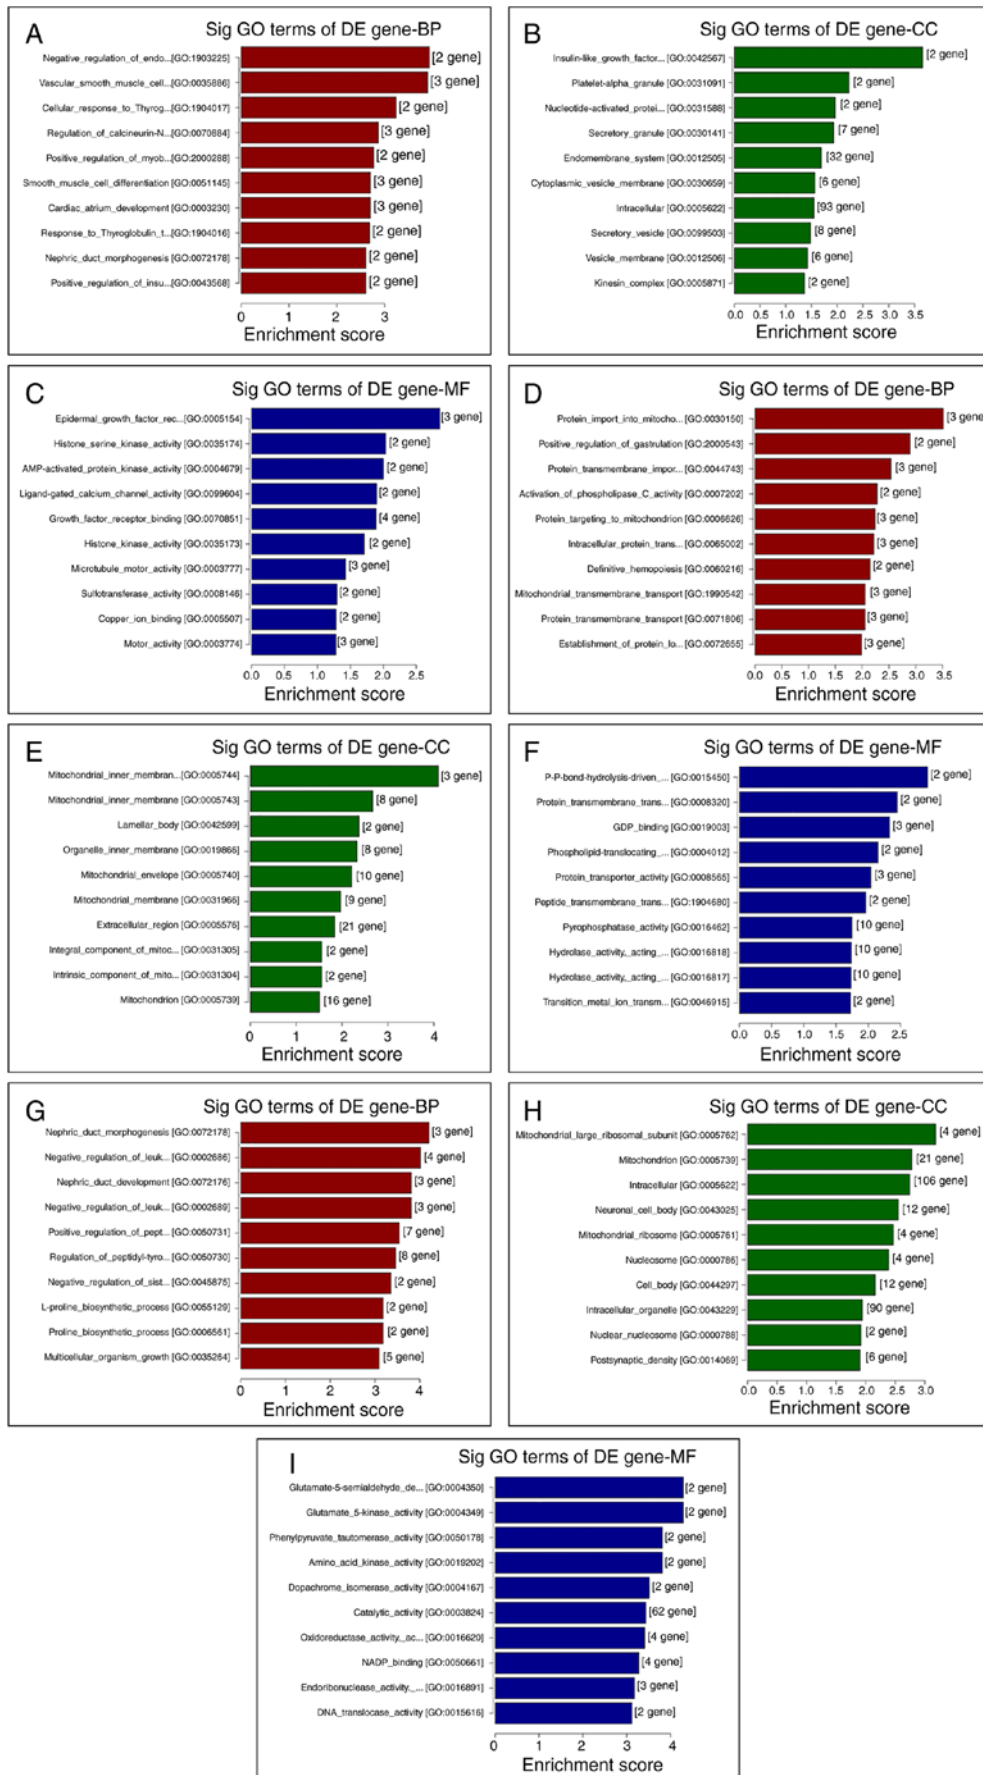 A
Sig GO terms of DE gene-BP
Negative_regulation_of_endo...[GO:1903225] [2 gene]
Vascular_smooth_muscle_cell...[GO:0035886] [3 gene]
Cellular_response_to_Thyrog...[GO:1904017] [2 gene]
Regulation_of_calcineurin-N...[GO:0070884] [3 gene]
Positive_regulation_of_myob...[GO:2000288] [2 gene]
Smooth_muscle_cell_differentiation [GO:0051145] [3 gene]
Cardiac_atrium_development [GO:0003230] [3 gene]
Response_to_Thyroglobulin_t...[GO:1904016] [2 gene]
Nephric_duct_morphogenesis [GO:0072178] [2 gene]
Positive_regulation_of_insu...[GO:0043568] [2 gene]
0 1 2 3
Enrichment score
B
Sig GO terms of DE gene-CC
Insulin-like_growth_factor... [GO:0042567] [2 gene]
Platelet-alpha_granule [GO:0031091] [2 gene]
Nucleotide-activated_protei... [GO:0031588] [2 gene]
Secretory_granule [GO:0030141] [7 gene]
Endomembrane_system [GO:0012505] [32 gene]
Cytoplasmic_vesicle_membrane [GO:0030659] [6 gene]
Intracellular [GO:0005622] [93 gene]
Secretory_vesicle [GO:0099503] [8 gene]
Vesicle_membrane [GO:0012506] [6 gene]
Kinesin_complex [GO:0005871] [2 gene]
0.0 0.5 1.0 1.5 2.0 2.5 3.0 3.5
Enrichment score
C
Sig GO terms of DE gene-MF
Epidermal_growth_factor_rec... [GO:0005154] [3 gene]
Histone_serine_kinase_activity [GO:0035174] [2 gene]
AMP-activated_protein_kinase_activity [GO:0004679] [2 gene]
Ligand-gated_calcium_channel_activity [GO:0099604] [2 gene]
Growth_factor_receptor_binding [GO:0070851] [4 gene]
Histone_kinase_activity [GO:0035173] [2 gene]
Microtubule_motor_activity [GO:0003777] [3 gene]
Sulfotransferase_activity [GO:0008146] [2 gene]
Copper_ion_binding [GO:0005507] [2 gene]
Motor_activity [GO:0003774] [3 gene]
0.0 0.5 1.0 1.5 2.0 2.5
Enrichment score
D
Sig GO terms of DE gene-BP
Protein_import_into_mitocho... [GO:0030150] [3 gene]
Positive_regulation_of_gastrulation [GO:2000543] [2 gene]
Protein_transmembrane_impor... [GO:0044743] [3 gene]
Activation_of_phospholipase_C_activity [GO:0007202] [2 gene]
Protein_targeting_to_mitochondrion [GO:0006626] [3 gene]
Intracellular_protein_trans... [GO:0065002] [3 gene]
Definitive_hemopoiesis [GO:0060216] [2 gene]
Mitochondrial_transmembrane_transport [GO:1990542] [3 gene]
Protein_transmembrane_transport [GO:0071806] [3 gene]
Establishment_of_protein_lo... [GO:0072655] [3 gene]
0.0 0.5 1.0 1.5 2.0 2.5 3.0 3.5
Enrichment score
E
Sig GO terms of DE gene-CC
Mitochondrial_inner_membran... [GO:0005744] [3 gene]
Mitochondrial_inner_membrane [GO:0005743] [8 gene]
Lamellar_body [GO:0042599] [2 gene]
Organelle_inner_membrane [GO:0019866] [8 gene]
Mitochondrial_envelope [GO:0005740] [10 gene]
Mitochondrial_membrane [GO:0031966] [9 gene]
Extracellular_region [GO:0005576] [21 gene]
Integral_component_of_mitoc... [GO:0031305] [2 gene]
Intrinsic_component_of_mito... [GO:0031304] [2 gene]
Mitochondrion [GO:0005739] [16 gene]
0 1 2 3 4
Enrichment score
F
Sig GO terms of DE gene-MF
P-P-bond-hydrolysis-driven_... [GO:0015450] [2 gene]
Protein_transmembrane_trans... [GO:0008320] [2 gene]
GDP_binding [GO:0019003] [3 gene]
Phospholipid-translocating_... [GO:0004012] [2 gene]
Protein_transporter_activity [GO:0008565] [3 gene]
Peptide_transmembrane_trans... [GO:1904680] [2 gene]
Pyrophosphatase_activity [GO:0016462] [10 gene]
Hydrolase_activity,_acting_... [GO:0016818] [10 gene]
Hydrolase_activity,_acting_... [GO:0016817] [10 gene]
Transition_metal_ion_transm... [GO:0046915] [2 gene]
0.0 0.5 1.0 1.5 2.0 2.5
Enrichment score
G
Sig GO terms of DE gene-BP
Nephric_duct_morphogenesis [GO:0072178] [3 gene]
Negative_regulation_of_leuk... [GO:0002686] [4 gene]
Nephric_duct_development [GO:0072176] [3 gene]
Negative_regulation_of_leuk... [GO:0002689] [3 gene]
Positive_regulation_of_pept... [GO:0050731] [7 gene]
Regulation_of_peptidyl-tyro... [GO:0050730] [8 gene]
Negative_regulation_of_sist... [GO:0045875] [2 gene]
L-proline_biosynthetic_process [GO:0055129] [2 gene]
Proline_biosynthetic_process [GO:0006561] [2 gene]
Multicellular_organism_growth [GO:0035264] [5 gene]
0 1 2 3 4
Enrichment score
H
Sig GO terms of DE gene-CC
Mitochondrial_large_ribosomal_subunit [GO:0005762] [4 gene]
Mitochondrion [GO:0005739] [21 gene]
Intracellular [GO:0005622] [106 gene]
Neuronal_cell_body [GO:0043025] [12 gene]
Mitochondrial_ribosome [GO:0005761] [4 gene]
Nucleosome [GO:0000786] [4 gene]
Cell_body [GO:0044297] [12 gene]
Intracellular_organelle [GO:0043229] [90 gene]
Nuclear_nucleosome [GO:0000788] [2 gene]
Postsynaptic_density [GO:0014069] [6 gene]
0.0 0.5 1.0 1.5 2.0 2.5 3.0
Enrichment score
I
Sig GO terms of DE gene-MF
Glutamate-5-semialdehyde_de... [GO:0004350] [2 gene]
Glutamate_5-kinase_activity [GO:0004349] [2 gene]
Phenylpyruvate_tautomerase_activity [GO:0050178] [2 gene]
Amino_acid_kinase_activity [GO:0019202] [2 gene]
Dopachrome_isomerase_activity [GO:0004167] [2 gene]
Catalytic_activity [GO:0003824] [62 gene]
Oxidoreductase_activity,_ac... [GO:0016620] [4 gene]
NADP_binding [GO:0050661] [4 gene]
Endoribonuclease_activity,_... [GO:0016891] [3 gene]
DNA_translocase_activity [GO:0015616] [2 gene]
0 1 2 3 4
Enrichment score